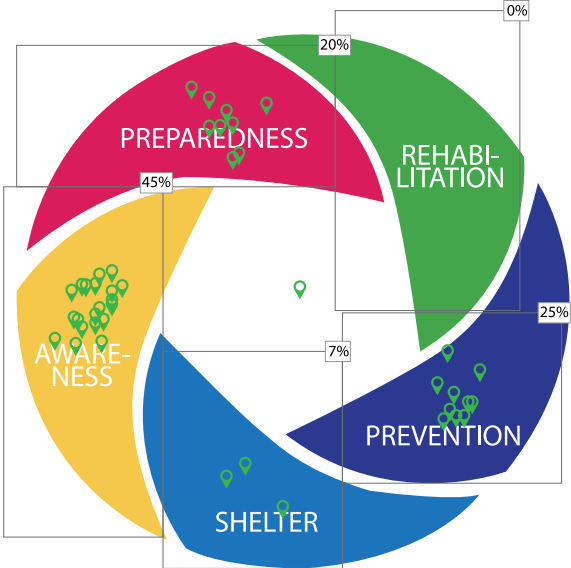 0%
20%
PREPAREDNESS
REHABI-
LITATION
45%
25%
7%
AWARE-
NESS
PREVENTION
SHELTER